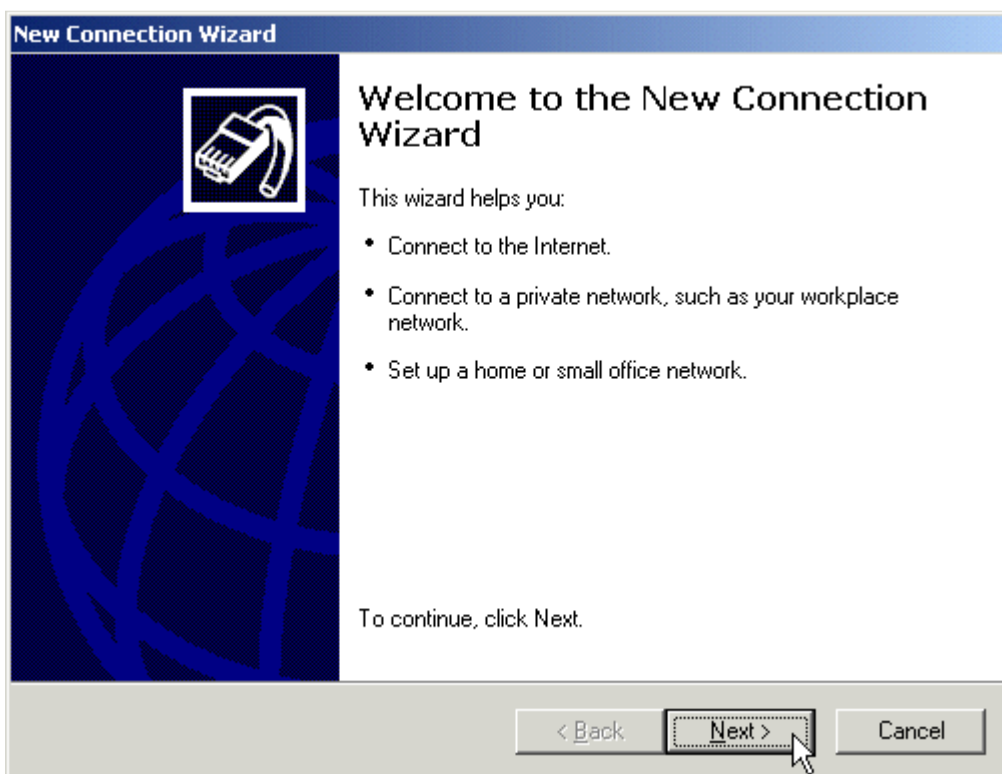 New Connection Wizard
Welcome to the New Connection
Wizard
This wizard helps you:
• Connect to the Internet.
• Connect to a private network, such as your workplace
network.
• Set up a home or small office network.
To continue, click Next.
< Back
Next >
Cancel